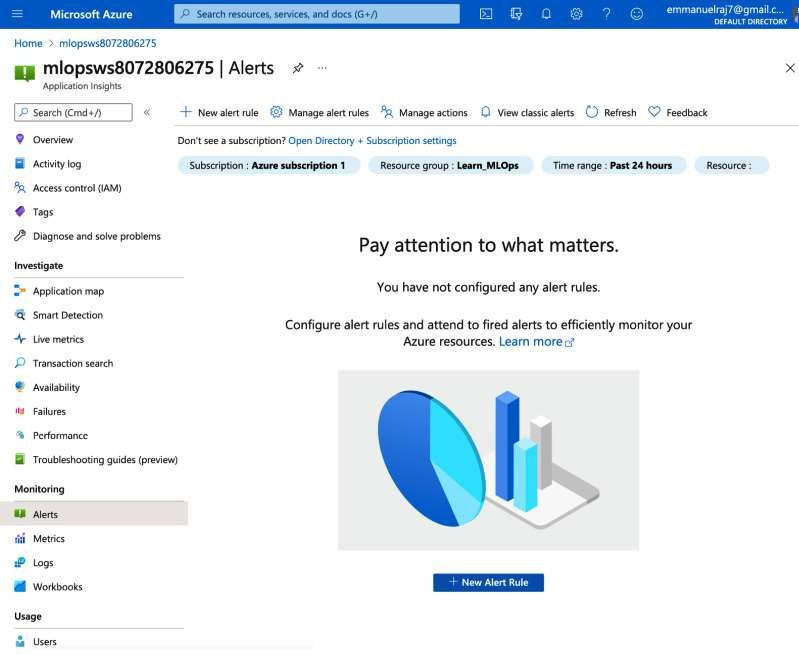 Microsoft Azure
Search resources, services, and docs (G+/)
emmanuelraj7@gmail.c...
DEFAULT DIRECTORY
Home > mlopsws8072806275
mlopsws8072806275 | Alerts
Application Insights
Search (Cmd+/)
New alert rule
Manage alert rules
Manage actions
View classic alerts
Refresh
Feedback
Don't see a subscription? Open Directory + Subscription settings
Subscription : Azure subscription 1
Resource group : Learn_MLOps
Time range : Past 24 hours
Resource :
Overview
Activity log
Access control (IAM)
Tags
Diagnose and solve problems
Investigate
Application map
Smart Detection
Live metrics
Transaction search
Availability
Failures
Performance
Troubleshooting guides (preview)
Monitoring
Alerts
Metrics
Logs
Workbooks
Usage
Users
Pay attention to what matters.
You have not configured any alert rules.
Configure alert rules and attend to fired alerts to efficiently monitor your
Azure resources. Learn more
+ New Alert Rule